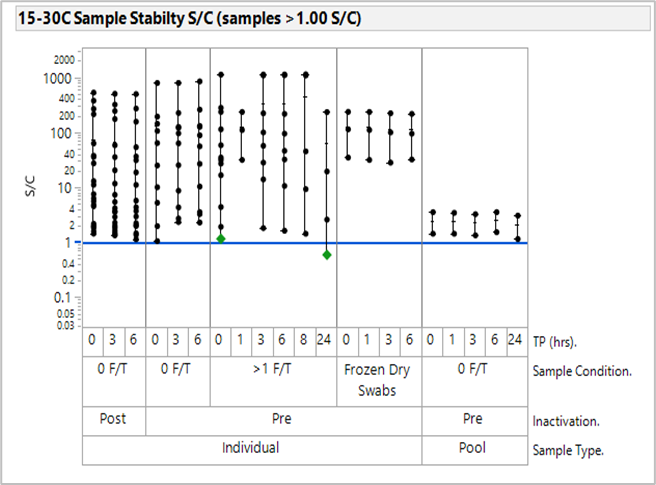 15-30C Sample Stabilty S/C (samples >1.00 S/C)
2000
1000
400
200
100
40
20
10
4
2
1
0.4
0.2
0.1
0.05
0.03
S/C
0 3 6 0 3 6 0 1 3 6 8 24 0 1 3 6 0 1 3 6 24 TP (hrs).
0 F/T 0 F/T >1 F/T Frozen Dry 0 F/T Sample Condition.
Swabs
Post Pre Pre Inactivation.
Individual Pool Sample Type.